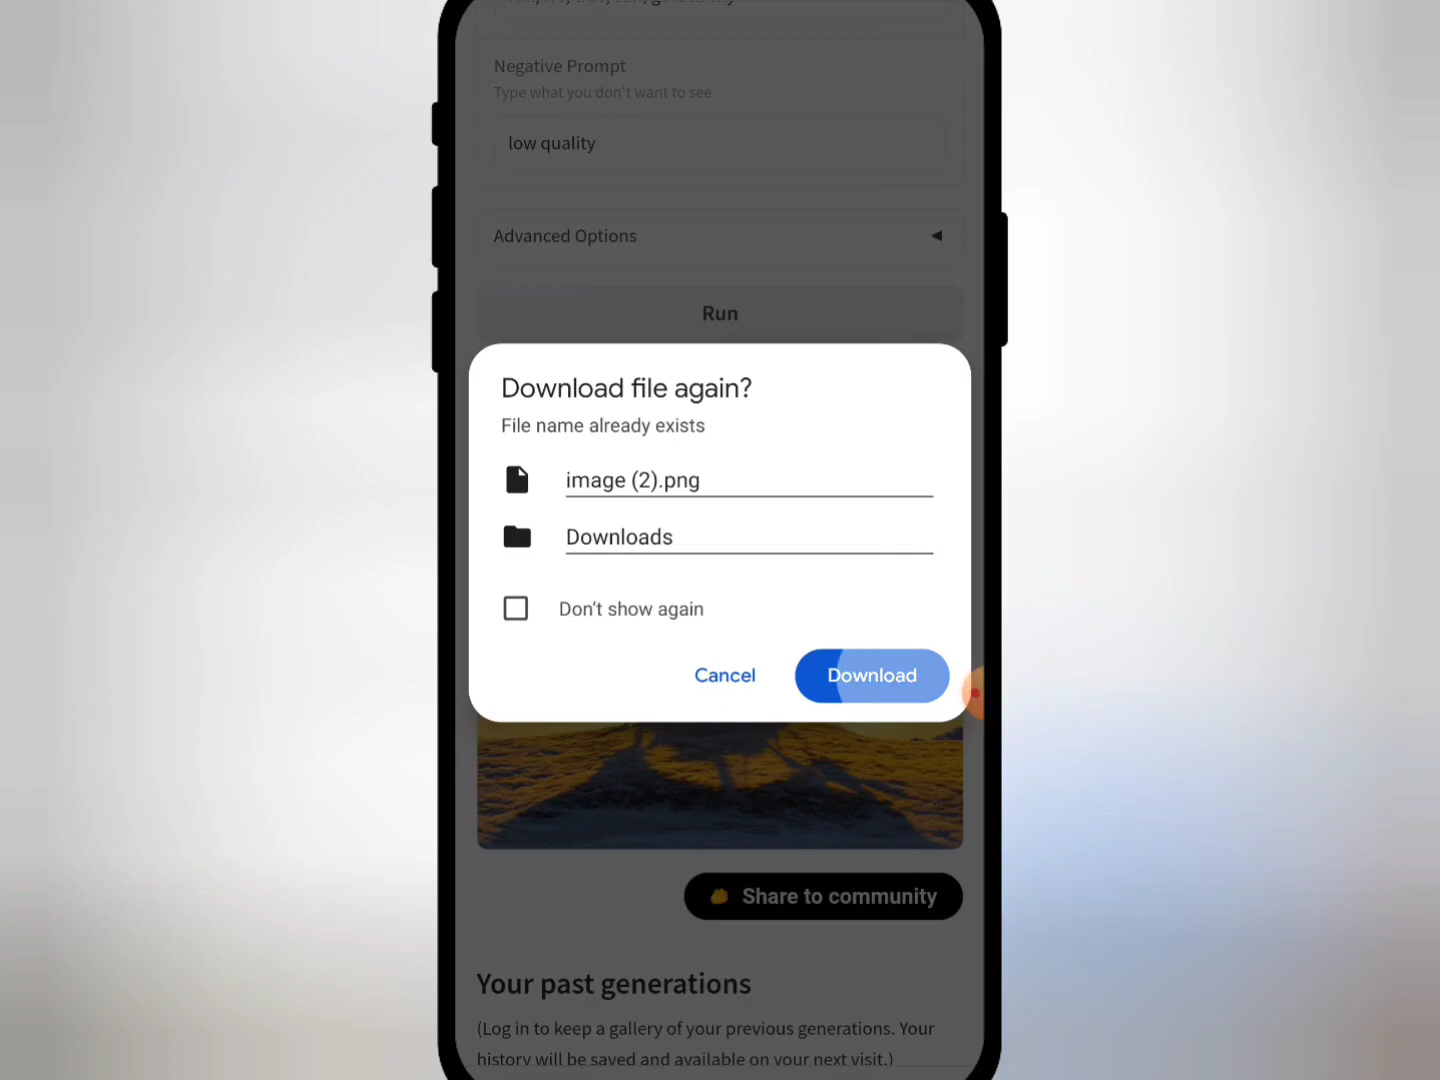 Negative Prompt
Type what you don't want to see
low quality
Advanced Options
Run
Download file again?
File name already exists
image (2).png
Downloads
Don't show again
Cancel Download
Share to community
Your past generations
(Log in to keep a gallery of your previous generations. Your
history will be saved and available on your next visit.)